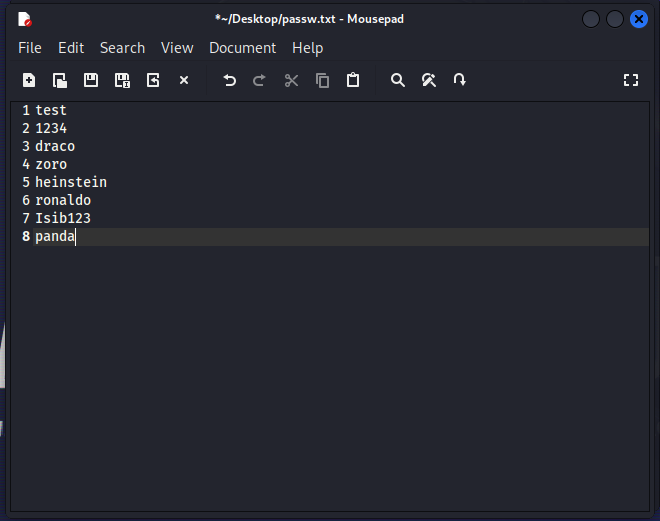 *~/Desktop/passw.txt - Mousepad
File Edit Search View Document Help
1 test
2 1234
3 draco
4 zoro
5 heinstein
6 ronaldo
7 Isib123
8 panda